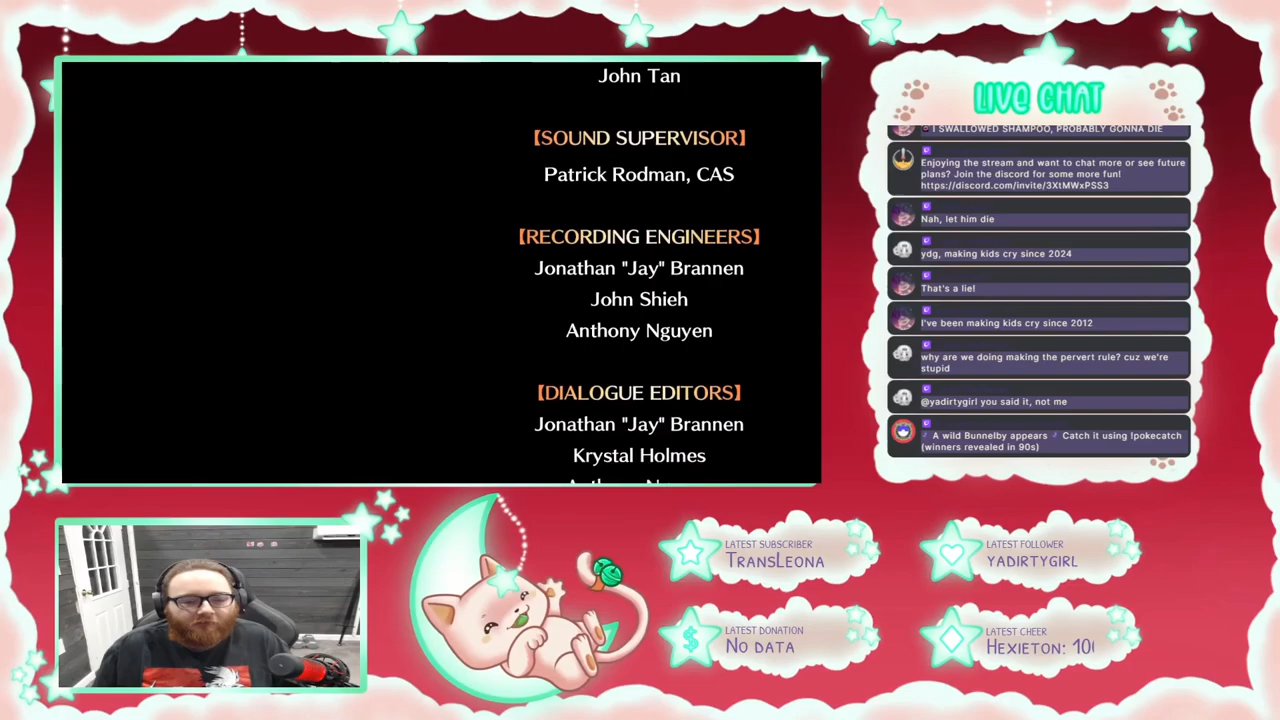 John Tan
【SOUND SUPERVISOR】
Patrick Rodman, CAS
【RECORDING ENGINEERS】
Jonathan "Jay" Brannen
John Shieh
Anthony Nguyen
【DIALOGUE EDITORS】
Jonathan "Jay" Brannen
Krystal Holmes
LIVE CHAT
I SWALLOWED SHAMPOO, PROBABLY GONNA DIE
Enjoying the stream and want to chat more or see future
plans? Join the discord for some more fun!
https://discord.com/invite/3XtMWxPSS3
Nah, let him die
ydg, making kids cry since 2024
That's a lie!
I've been making kids cry since 2012
why are we doing making the pervert rule? cuz we're
stupid
@yadirtygirl you said it, not me
A wild Bunnelby appears Catch it using !pokecatch
(winners revealed in 90s)
LATEST SUBSCRIBER
TransLeona
LATEST FOLLOWER
yadirtygirl
LATEST DONATION
No data
LATEST CHEER
Hexieton: 10